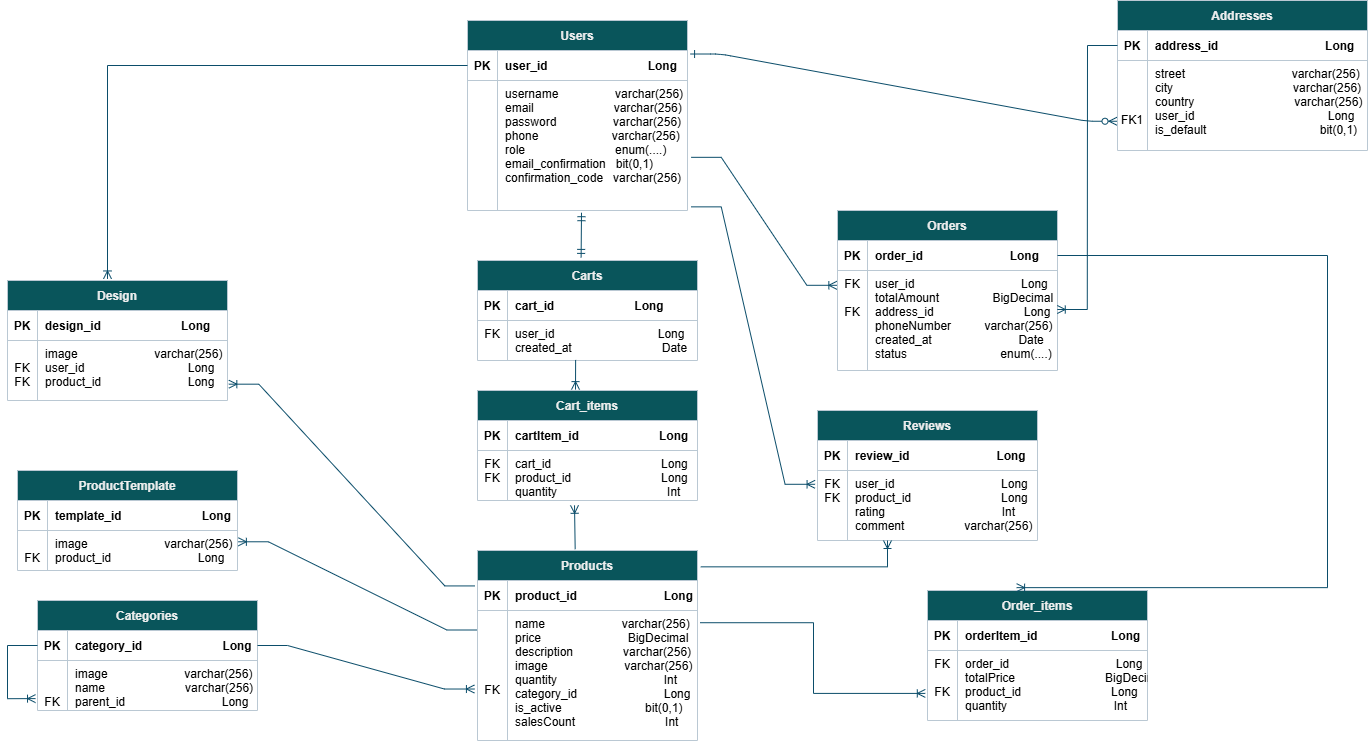 Users
PK user_id Long
username varchar(256)
email varchar(256)
password varchar(256)
phone varchar(256)
role enum(....)
email_confirmation bit(0,1)
confirmation_code varchar(256)
Addresses
PK address_id Long
street varchar(256)
city varchar(256)
country varchar(256)
FK1 user_id Long
is_default bit(0,1)
Orders
PK order_id Long
FK user_id Long
totalAmount BigDecimal
FK address_id Long
phoneNumber varchar(256)
created_at Date
status enum(....)
Design
PK design_id Long
image varchar(256)
FK user_id Long
FK product_id Long
Carts
PK cart_id Long
FK user_id Long
created_at Date
Cart_items
PK cartItem_id Long
FK cart_id Long
FK product_id Long
quantity Int
Reviews
PK review_id Long
FK user_id Long
FK product_id Long
rating Int
comment varchar(256)
ProductTemplate
PK template_id Long
image varchar(256)
FK product_id Long
Products
PK product_id Long
name varchar(256)
price BigDecimal
description varchar(256)
image varchar(256)
quantity Int
FK category_id Long
is_active bit(0,1)
salesCount Int
Categories
PK category_id Long
image varchar(256)
name varchar(256)
FK parent_id Long
Order_items
PK orderItem_id Long
FK order_id Long
totalPrice BigDeci
FK product_id Long
quantity Int